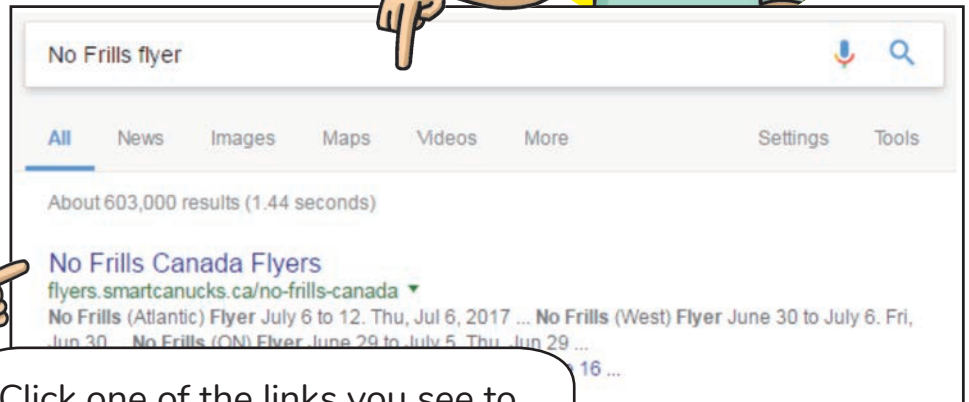 No Frills flyer
All News Images Maps Videos More Settings Tools
About 603,000 results (1.44 seconds)
No Frills Canada Flyers
flyers.smartcanucks.ca/no-frills-canada
No Frills (Atlantic) Flyer July 6 to 12. Thu, Jul 6, 2017 ... No Frills (West) Flyer June 30 to July 6. Fri,
Jun 30 ... No Frills (ON) Flyer June 29 to July 5. Thu, Jun 29 ...
16 ...
Click one of the links you see to